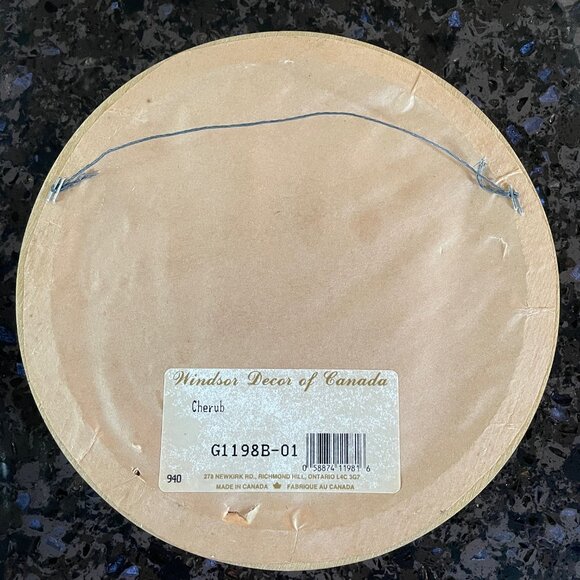 Windsor Decor of Canada
Cherub
G1198B-01
0 58874 11981 6
940
278 NEWKIRK RD., RICHMOND HILL, ONTARIO L4C 3G7
MADE IN CANADA FABRIQUE AU CANADA